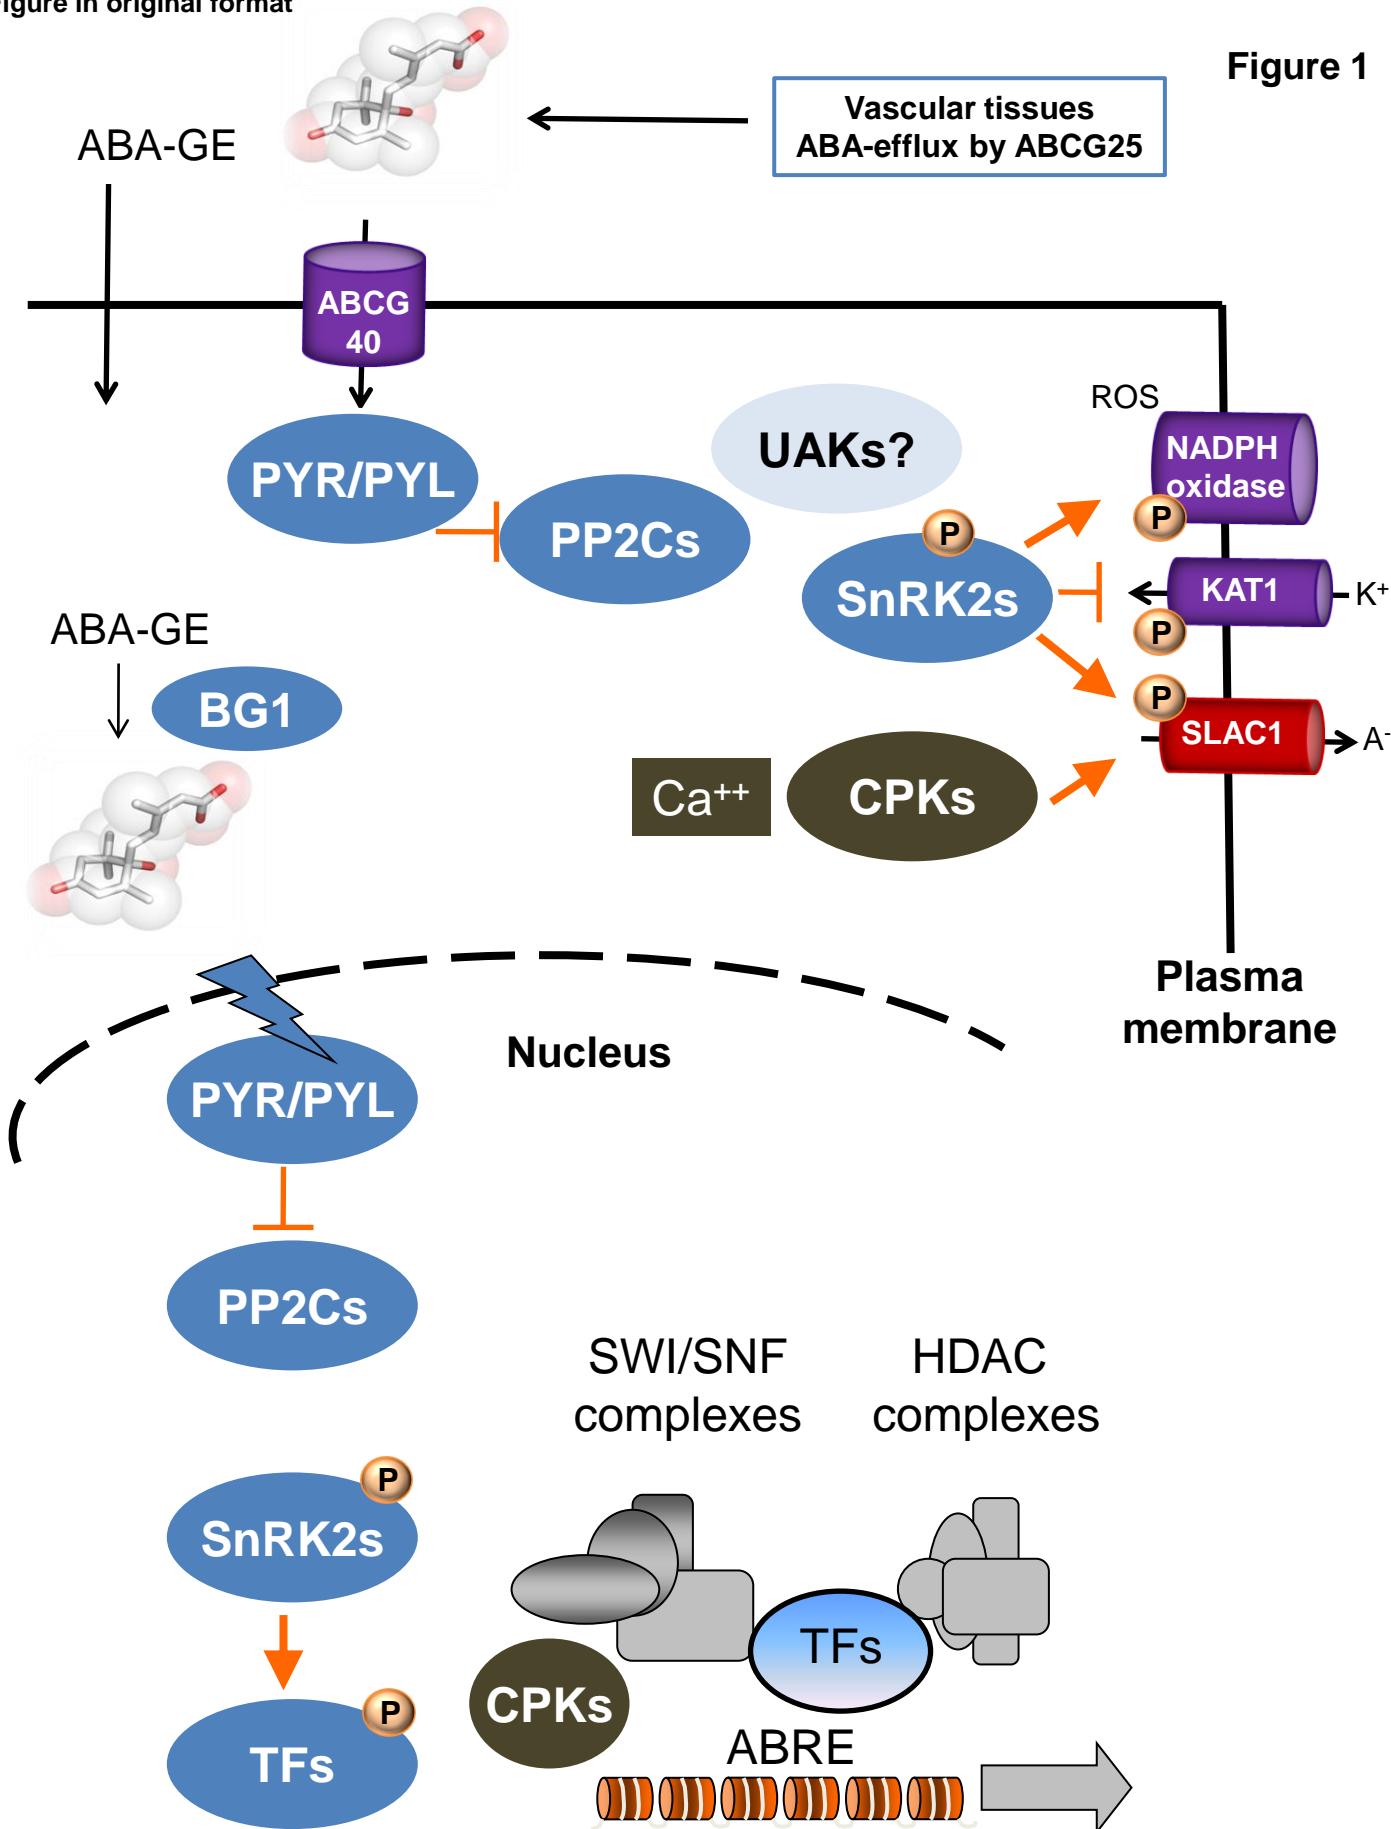 Figure in original format
Figure 1
Vascular tissues
ABA-efflux by ABCG25
ABA-GE
ABCG
40
ROS
NADPH
oxidase
P
UAKs?
PYR/PYL
PP2Cs
P
SnRK2s
KAT1
K+
P
P
SLAC1
A-
ABA-GE
BG1
Ca++
CPKs
Plasma
membrane
Nucleus
PYR/PYL
PP2Cs
SWI/SNF
complexes
HDAC
complexes
P
SnRK2s
TFs
CPKs
P
TFs
ABRE